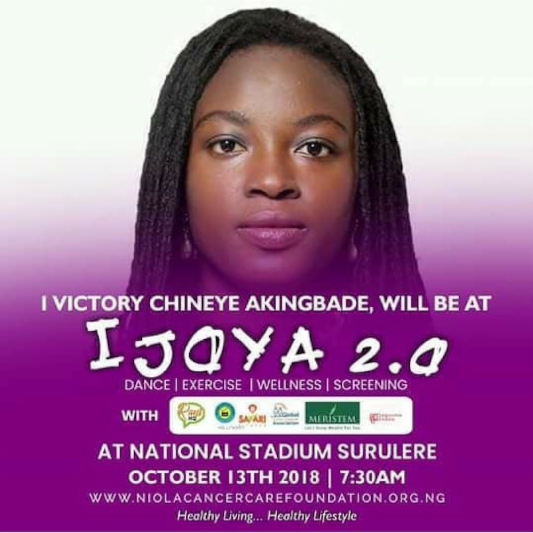 I VICTORY CHINEYE AKINGBADE, WILL BE AT
IJOYA 2.0
DANCE | EXERCISE | WELLNESS | SCREENING
WITH
SAFARI
MERISTEM
AT NATIONAL STADIUM SURULERE
OCTOBER 13TH 2018 | 7:30AM
WWW.NIOLACANCERCAREFOUNDATION.ORG.NG
Healthy Living... Healthy Lifestyle